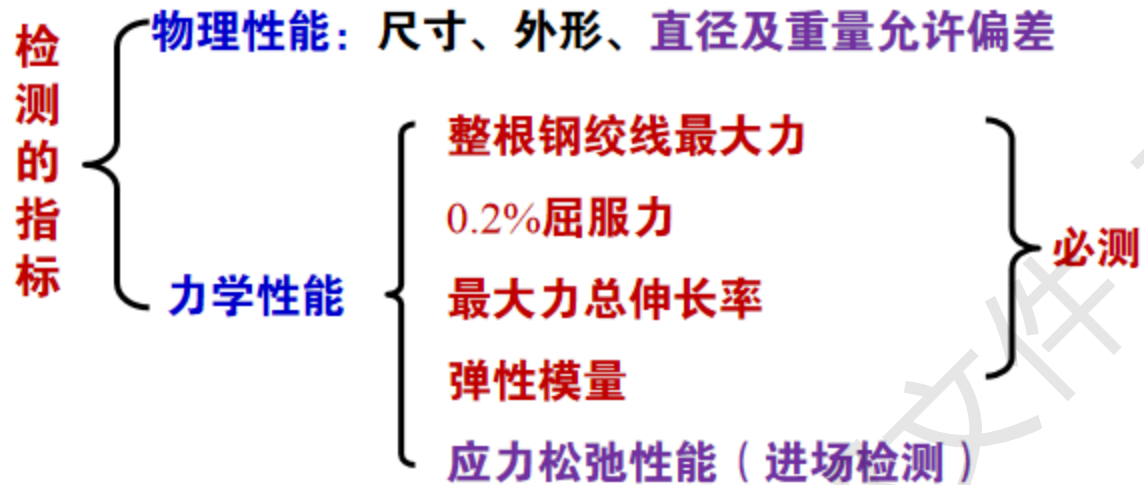 检测的指标
物理性能：尺寸、外形、直径及重量允许偏差
力学性能
整根钢绞线最大力
0.2%屈服力
最大力总伸长率
弹性模量
应力松弛性能（进场检测）
必测
文件